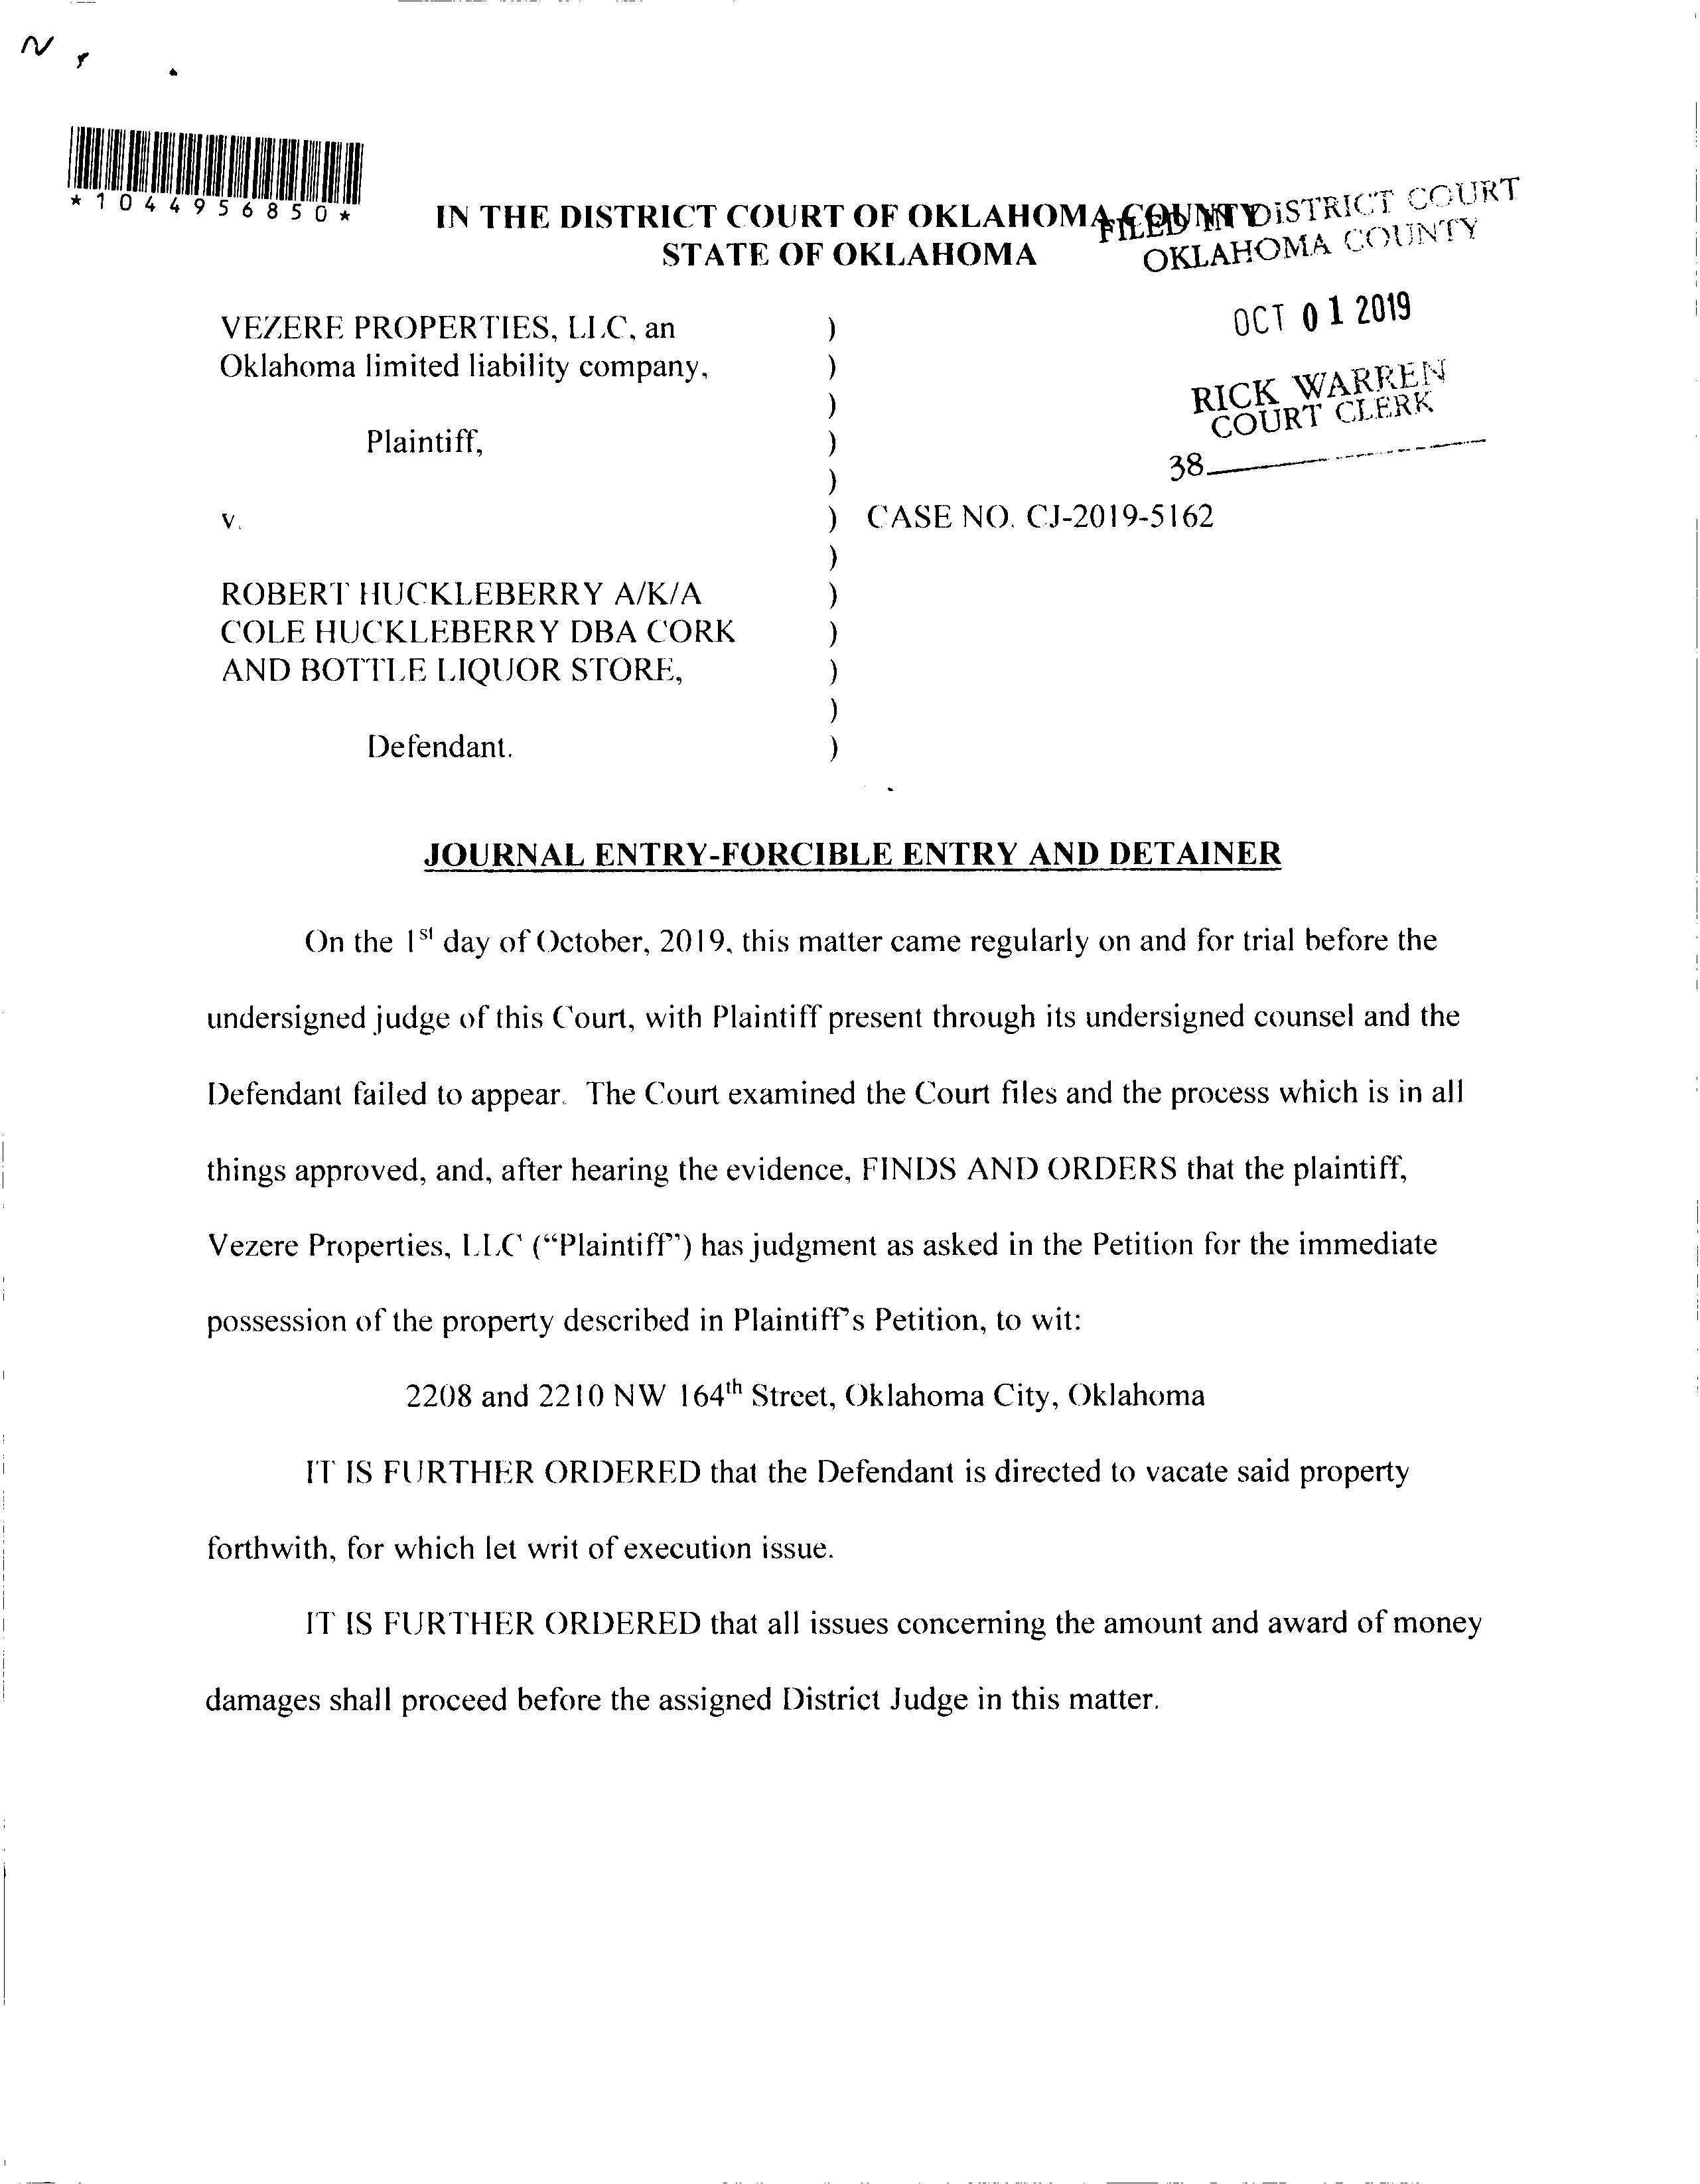 *1044956850*
IN THE DISTRICT COURT OF OKLAHOMA COUNTY
STATE OF OKLAHOMA
FILED IN DISTRICT COURT
OKLAHOMA COUNTY
OCT 01 2019
RICK WARREN
COURT CLERK
38
VEZERE PROPERTIES, LLC, an )
Oklahoma limited liability company, )
)
Plaintiff, )
)
v. ) CASE NO. CJ-2019-5162
)
ROBERT HUCKLEBERRY A/K/A )
COLE HUCKLEBERRY DBA CORK )
AND BOTTLE LIQUOR STORE, )
)
Defendant. )
JOURNAL ENTRY-FORCIBLE ENTRY AND DETAINER
On the 1st day of October, 2019, this matter came regularly on and for trial before the
undersigned judge of this Court, with Plaintiff present through its undersigned counsel and the
Defendant failed to appear. The Court examined the Court files and the process which is in all
things approved, and, after hearing the evidence, FINDS AND ORDERS that the plaintiff,
Vezere Properties, LLC (“Plaintiff”) has judgment as asked in the Petition for the immediate
possession of the property described in Plaintiff’s Petition, to wit:
2208 and 2210 NW 164th Street, Oklahoma City, Oklahoma
IT IS FURTHER ORDERED that the Defendant is directed to vacate said property
forthwith, for which let writ of execution issue.
IT IS FURTHER ORDERED that all issues concerning the amount and award of money
damages shall proceed before the assigned District Judge in this matter.